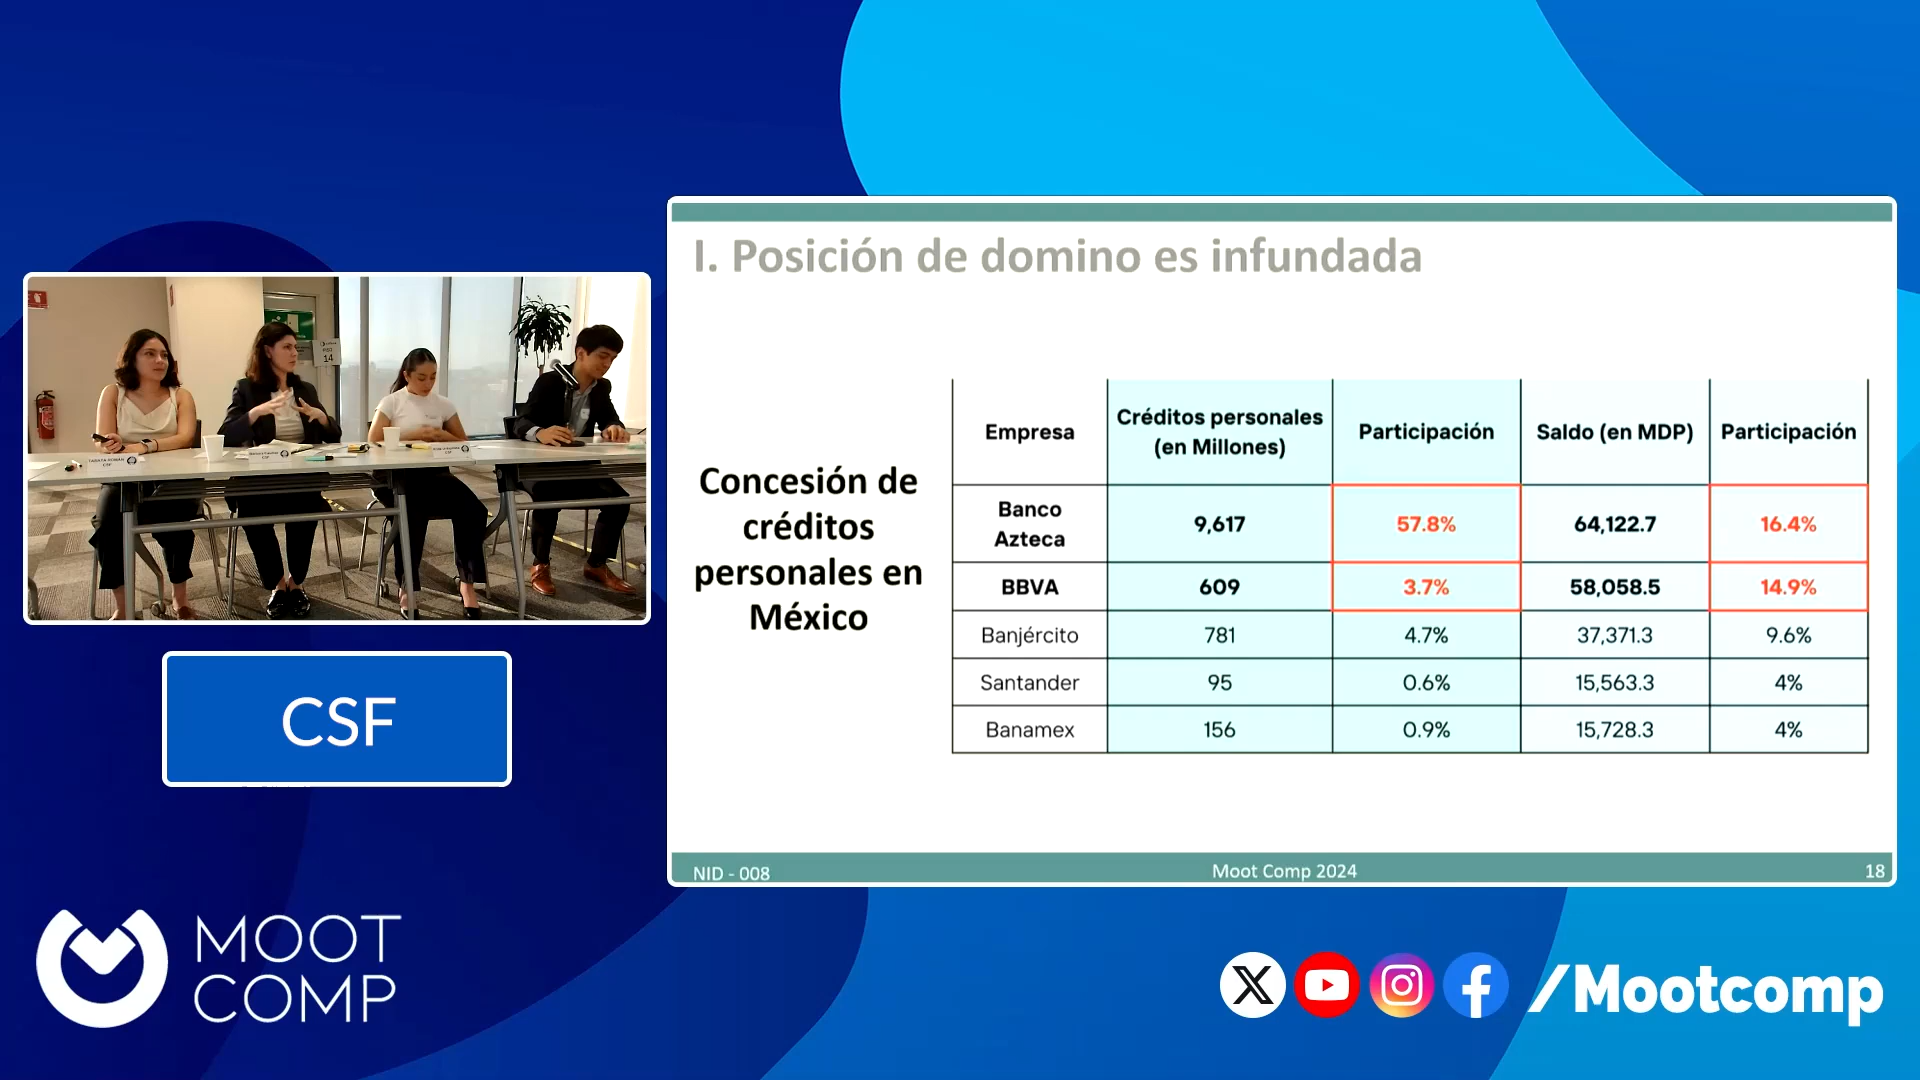 I. Posición de domino es infundada
Concesión de
créditos
personales en
México
Empresa
Créditos personales
(en Millones)
Participación
Saldo (en MDP)
Participación
Banco
Azteca
9,617
57.8%
64,122.7
16.4%
BBVA
609
3.7%
58,058.5
14.9%
Banjército
781
4.7%
37,371.3
9.6%
Santander
95
0.6%
15,563.3
4%
Banamex
156
0.9%
15,728.3
4%
NID - 008
Moot Comp 2024
18
14
CSF
MOOT
COMP
/Mootcomp